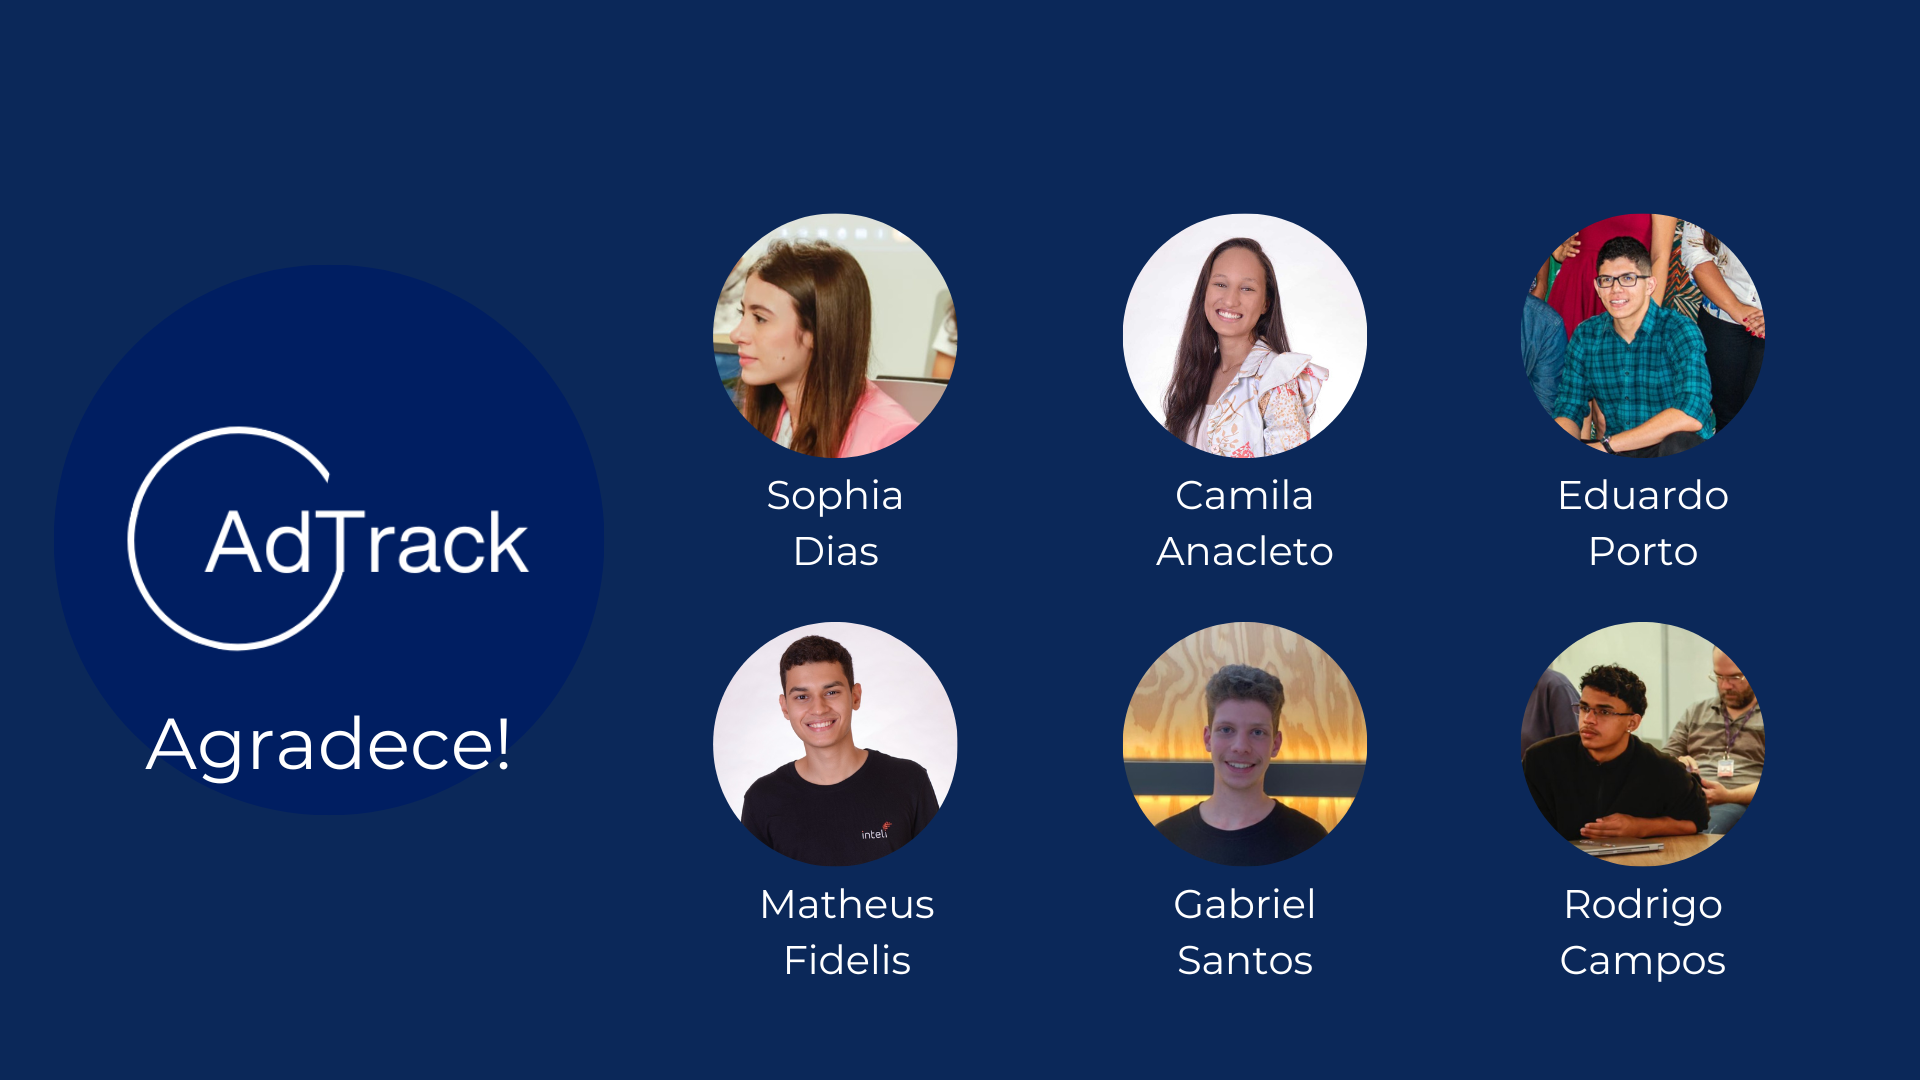 AdTrack
Agradece!
Sophia
Dias
Camila
Anacleto
Eduardo
Porto
Matheus
Fidelis
Gabriel
Santos
Rodrigo
Campos
inteli